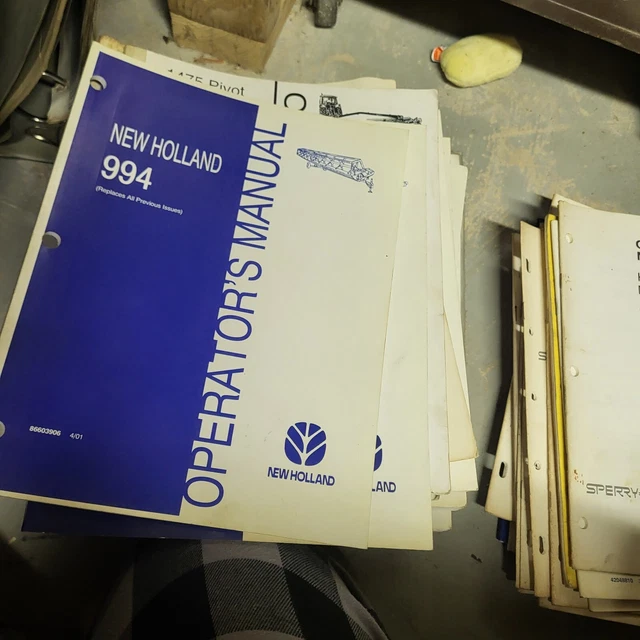 1475 Pivot
NEW HOLLAND
994
(Replaces All Previous Issues)
OPERATOR'S MANUAL
86603906 4/01
NEW HOLLAND
SPERRY